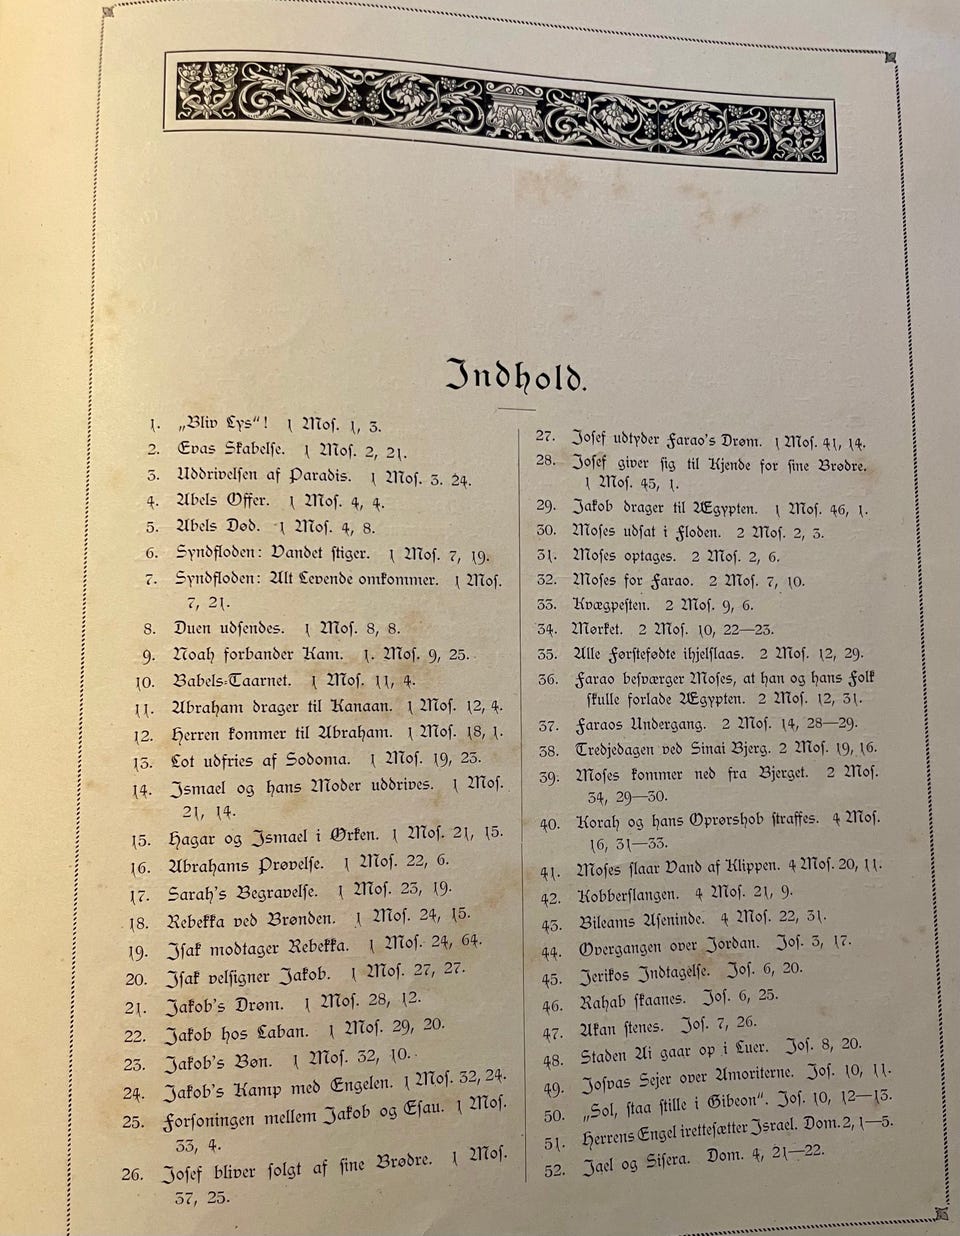 Indhold.
1. „Bliv Lys“! 1 Mos. 1, 3.
2. Evas Skabelse. 1 Mos. 2, 21.
3. Uddrivelsen af Paradis. 1 Mos. 3. 24.
4. Abels Offer. 1 Mos. 4, 4.
5. Abels Død. 1 Mos. 4, 8.
6. Syndfloden: Vandet stiger. 1 Mos. 7, 19.
7. Syndfloden: Alt Levende omkommer. 1 Mos.
7, 21.
8. Duen udsendes. 1 Mos. 8, 8.
9. Noah forbander Kam. 1. Mos. 9, 25.
10. Babels-Taarnet. 1 Mos. 11, 4.
11. Abraham drager til Kanaan. 1 Mos. 12, 4.
12. Herren kommer til Abraham. 1 Mos. 18, 1.
13. Lot udfries af Sodoma. 1 Mos. 19, 23.
14. Ismael og hans Moder uddrives. 1 Mos.
21, 14.
15. Hagar og Ismael i Ørken. 1 Mos. 21, 15.
16. Abrahams Prøvelse. 1 Mos. 22, 6.
17. Sarah's Begravelse. 1 Mos. 23, 19.
18. Rebekka ved Brønden. 1 Mos. 24, 15.
19. Isak modtager Rebekka. 1 Mos. 24, 64.
20. Isak velsigner Jakob. 1 Mos. 27, 27.
21. Jakob's Drøm. 1 Mos. 28, 12.
22. Jakob hos Laban. 1 Mos. 29, 20.
23. Jakob's Bøn. 1 Mos. 32, 10.
24. Jakob's Kamp med Engelen. 1 Mos. 32, 24.
25. Forsoningen mellem Jakob og Esau. 1 Mos.
33, 4.
26. Josef bliver solgt af sine Brødre. 1 Mos.
37, 25.
27. Josef udtyder Farao's Drøm. 1 Mos. 41, 14.
28. Josef giver sig til Kjende for sine Brødre.
1 Mos. 45, 1.
29. Jakob drager til Ægypten. 1 Mos. 46, 1.
30. Moses udsat i Floden. 2 Mos. 2, 3.
31. Moses optages. 2 Mos. 2, 6.
32. Moses for Farao. 2 Mos. 7, 10.
33. Kvægpesten. 2 Mos. 9, 6.
34. Mørket. 2 Mos. 10, 22—23.
35. Alle Førstefødte ihjelslaas. 2 Mos. 12, 29.
36. Farao besværger Moses, at han og hans Folk
skulle forlade Ægypten. 2 Mos. 12, 31.
37. Faraos Undergang. 2 Mos. 14, 28—29.
38. Tredjedagen ved Sinai Bjerg. 2 Mos. 19, 16.
39. Moses kommer ned fra Bjerget. 2 Mos.
34, 29—30.
40. Korah og hans Oprørshob straffes. 4 Mos.
16, 31—33.
41. Moses slaar Vand af Klippen. 4 Mos. 20, 11.
42. Kobberslangen. 4 Mos. 21, 9.
43. Bileams Aseninde. 4 Mos. 22, 31.
44. Overgangen over Jordan. Jos. 3, 17.
45. Jerikos Indtagelse. Jos. 6, 20.
46. Rahab skaanes. Jos. 6, 25.
47. Akan stenes. Jos. 7, 26.
48. Staden Ai gaar op i Luer. Jos. 8, 20.
49. Josvas Sejer over Amoriterne. Jos. 10, 11.
50. „Sol, staa stille i Gibeon“. Jos. 10, 12—13.
51. Herrens Engel irettesætter Israel. Dom. 2, 1—5.
52. Jael og Sisera. Dom. 4, 21—22.